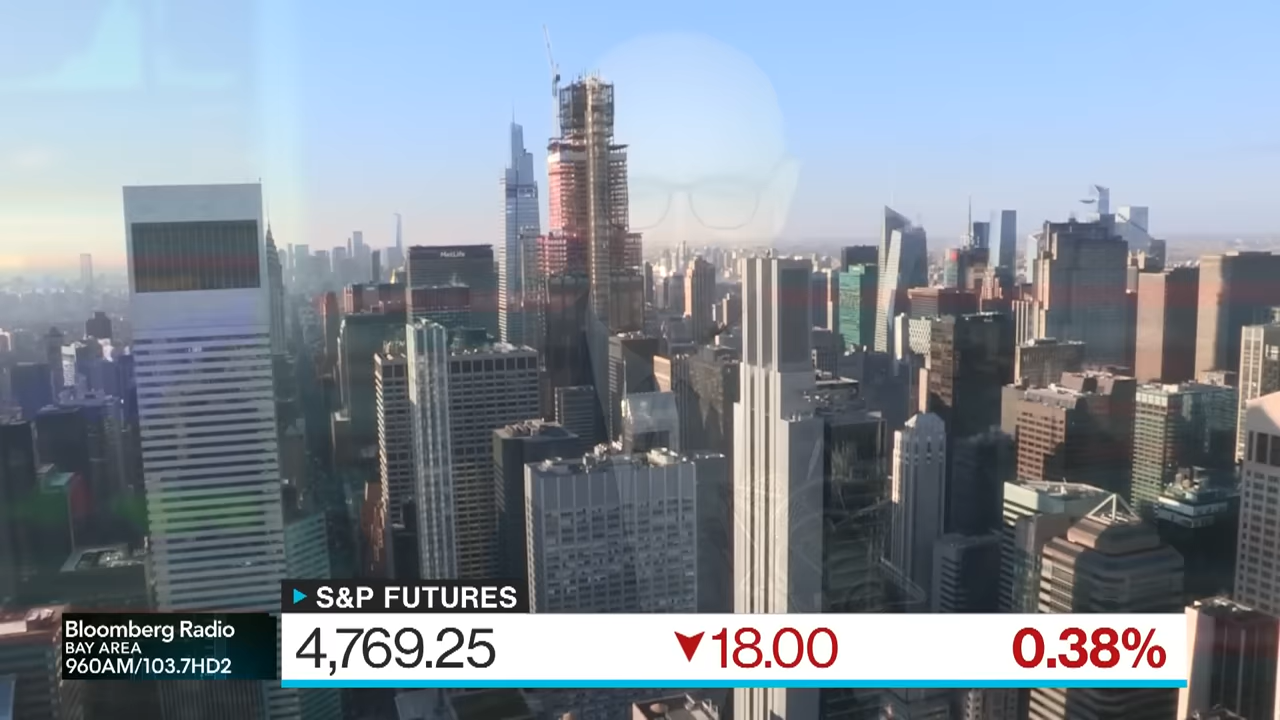 MetLife
S&P FUTURES
Bloomberg Radio
BAY AREA
960AM/103.7HD2
4,769.25 18.00 0.38%